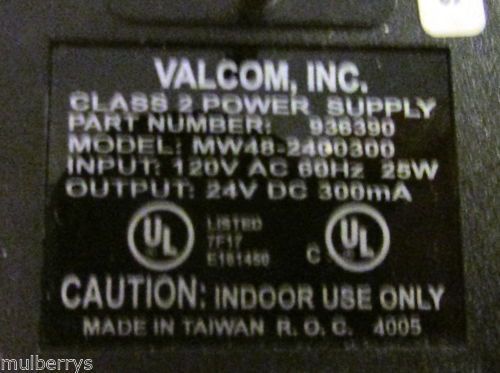 VALCOM, INC.
CLASS 2 POWER SUPPLY
PART NUMBER: 936390
MODEL: MW48-2400300
INPUT: 120V AC 60Hz 25W
OUTPUT: 24V DC 300mA
UL LISTED
7F17
E161450
C UL
CAUTION: INDOOR USE ONLY
MADE IN TAIWAN R.O.C. 4005
mulberrys